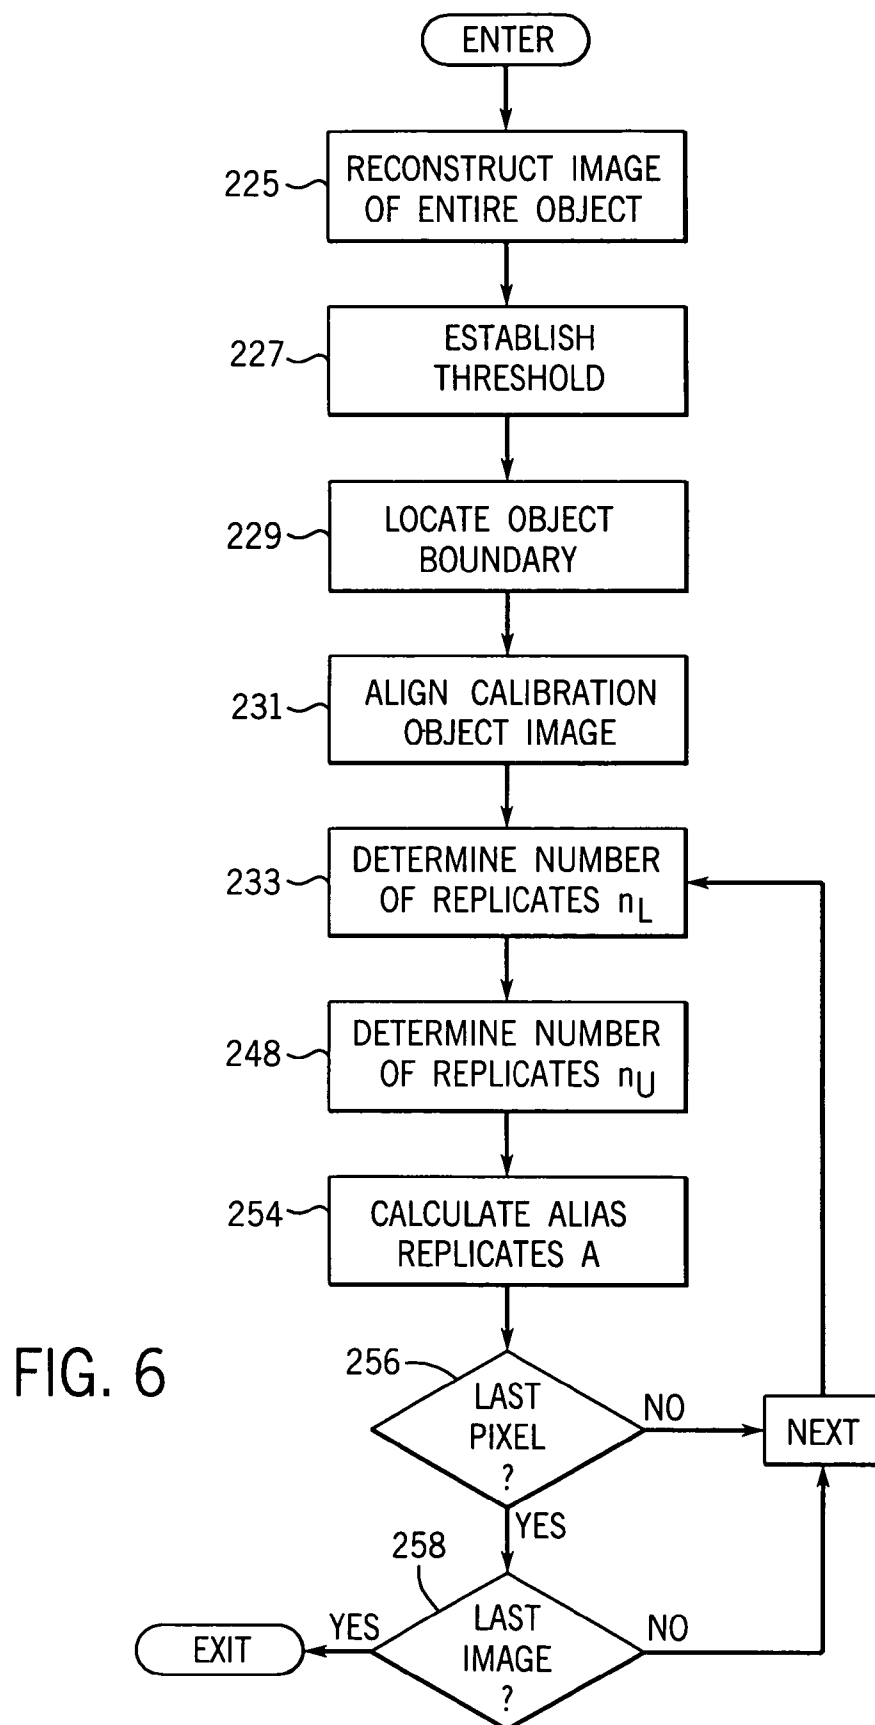 ENTER
225
RECONSTRUCT IMAGE
OF ENTIRE OBJECT
227
ESTABLISH
THRESHOLD
229
LOCATE OBJECT
BOUNDARY
231
ALIGN CALIBRATION
OBJECT IMAGE
233
DETERMINE NUMBER
OF REPLICATES nL
248
DETERMINE NUMBER
OF REPLICATES nU
254
CALCULATE ALIAS
REPLICATES A
FIG. 6
256
LAST
PIXEL
?
NO
NEXT
YES
258
LAST
IMAGE
?
YES
NO
EXIT